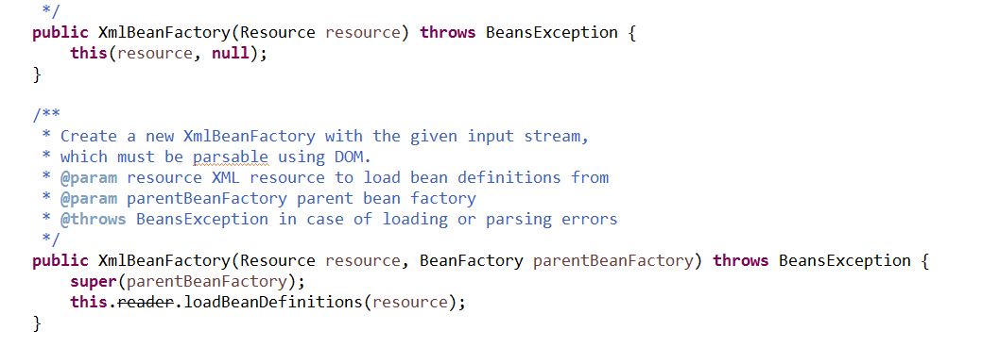 */
public XmlBeanFactory(Resource resource) throws BeansException {
this(resource, null);
}
/**
* Create a new XmlBeanFactory with the given input stream,
* which must be parsable using DOM.
* @param resource XML resource to load bean definitions from
* @param parentBeanFactory parent bean factory
* @throws BeansException in case of loading or parsing errors
*/
public XmlBeanFactory(Resource resource, BeanFactory parentBeanFactory) throws BeansException {
super(parentBeanFactory);
this.reader.loadBeanDefinitions(resource);
}